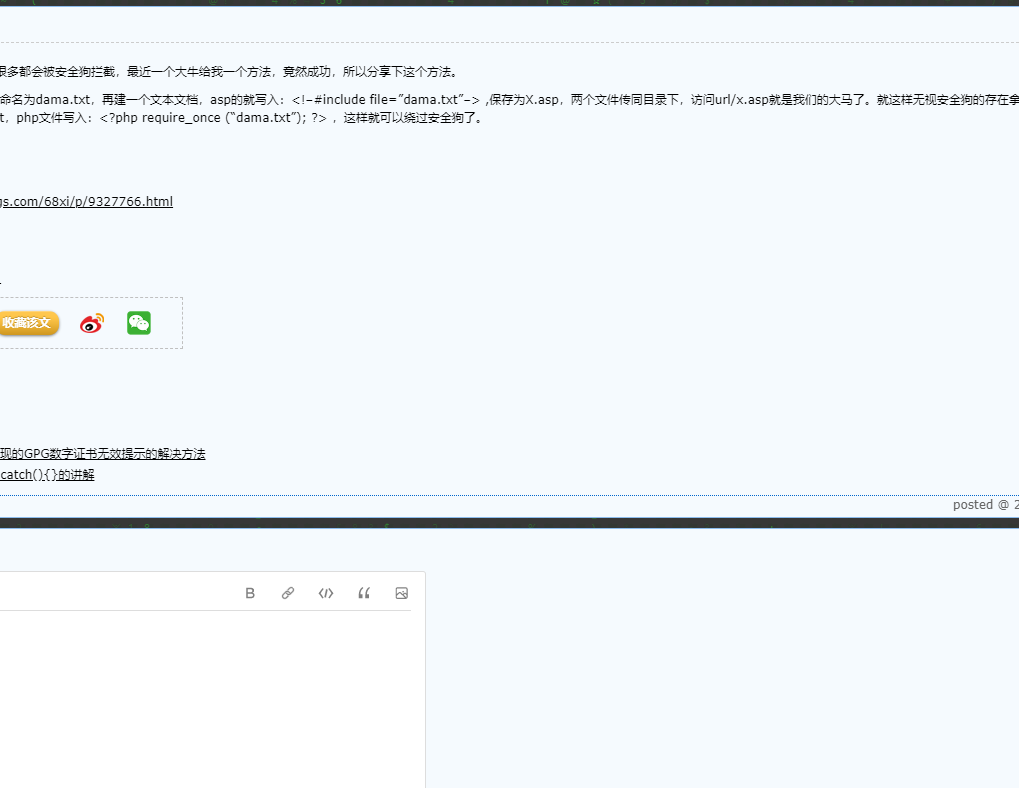 很多都会被安全狗拦截，最近一个大牛给我一个方法，竟然成功，所以分享下这个方法。
命名为dama.txt，再建一个文本文档，asp的就写入：<!–#include file=”dama.txt”–> ,保存为X.asp，两个文件传同目录下，访问url/x.asp就是我们的大马了。就这样无视安全狗的存在拿
t，php文件写入：<?php require_once (“dama.txt”); ?> ，这样就可以绕过安全狗了。
gs.com/68xi/p/9327766.html
收藏该文
现的GPG数字证书无效提示的解决方法
catch(){}的讲解
posted @ 2
B